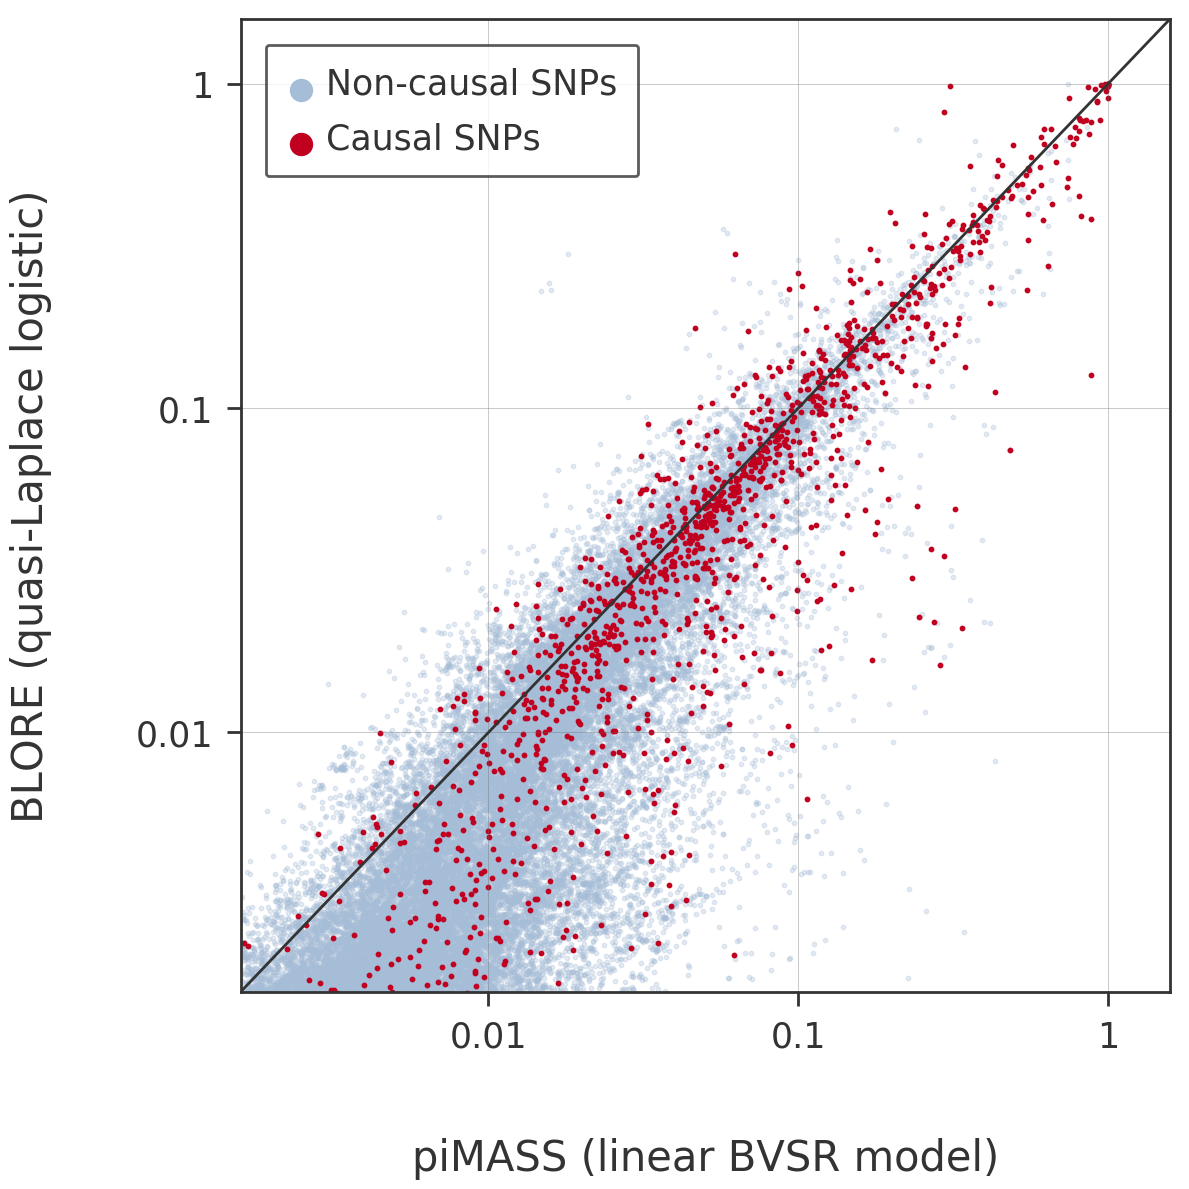 Non-causal SNPs
Causal SNPs
1
0.1
0.01
BLORE (quasi-Laplace logistic)
0.01
0.1
1
piMASS (linear BVSR model)